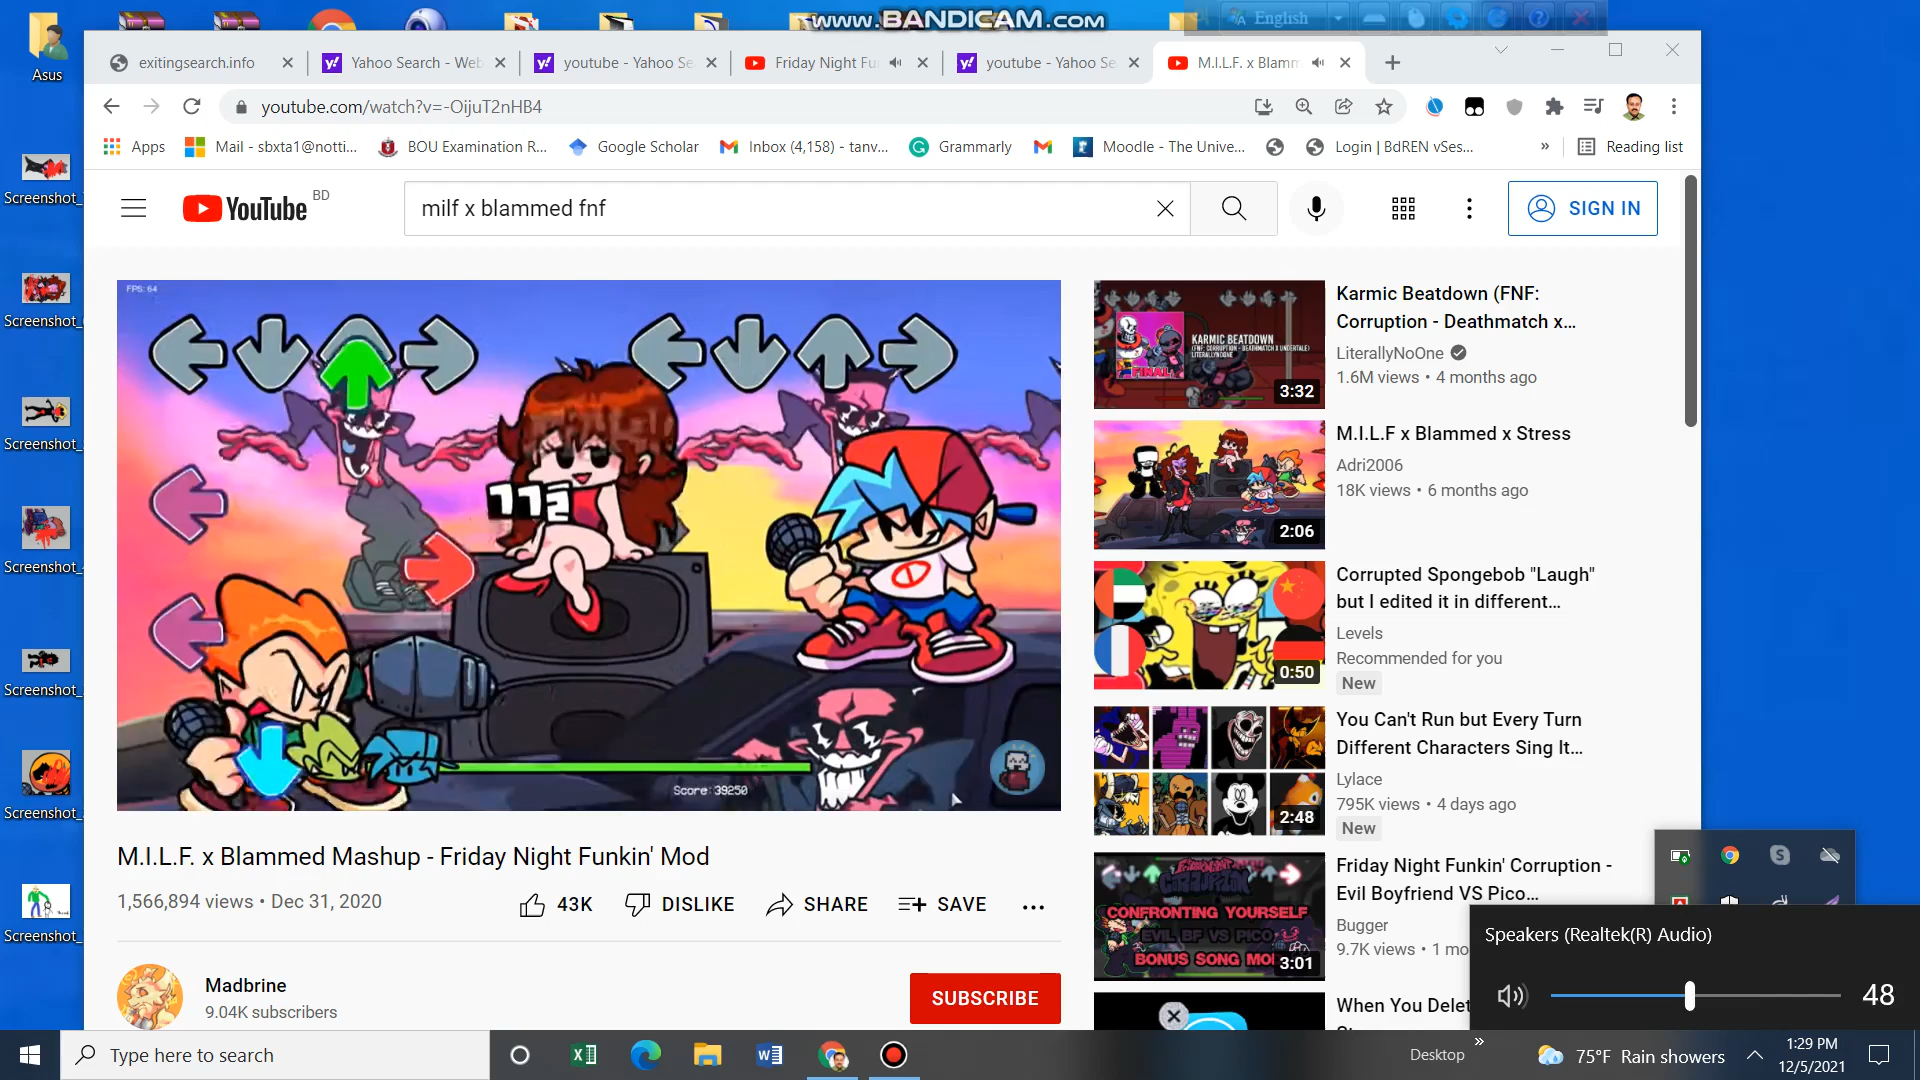 www.BANDICAM.com
English
Asus
exitingsearch.info
Yahoo Search - Web
youtube - Yahoo Se
Friday Night Fu
youtube - Yahoo Se
M.I.L.F. x Blamm
youtube.com/watch?v=-OijuT2nHB4
Apps
Mail - sbxta1@notti...
BOU Examination R...
Google Scholar
Inbox (4,158) - tanv...
Grammarly
Moodle - The Unive...
Login | BdREN vSes...
»
Reading list
YouTube BD
milf x blammed fnf
SIGN IN
Screenshot_
Screenshot_
Screenshot_
Screenshot_
Screenshot_
Screenshot_
Screenshot_
FPS: 64
112
Score: 39250
M.I.L.F. x Blammed Mashup - Friday Night Funkin' Mod
1,566,894 views • Dec 31, 2020
43K
DISLIKE
SHARE
SAVE
Madbrine
9.04K subscribers
SUBSCRIBE
KARMIC BEATDOWN
(FNF: CORRUPTION - DEATHMATCH X UNDERTALE)
LITERALLYNOONE
FINAL
3:32
Karmic Beatdown (FNF:
Corruption - Deathmatch x...
LiterallyNoOne
1.6M views • 4 months ago
2:06
M.I.L.F x Blammed x Stress
Adri2006
18K views • 6 months ago
0:50
Corrupted Spongebob "Laugh"
but I edited it in different...
Levels
Recommended for you
New
2:48
You Can't Run but Every Turn
Different Characters Sing It...
Lylace
795K views • 4 days ago
New
CORRUPTION
CONFRONTING YOURSELF
EVIL BF VS PICO
BONUS SONG MO
3:01
Friday Night Funkin' Corruption -
Evil Boyfriend VS Pico...
Bugger
9.7K views • 1 mo
When You Delet
Speakers (Realtek(R) Audio)
48
Type here to search
Desktop
»
75°F Rain showers
1:29 PM
12/5/2021